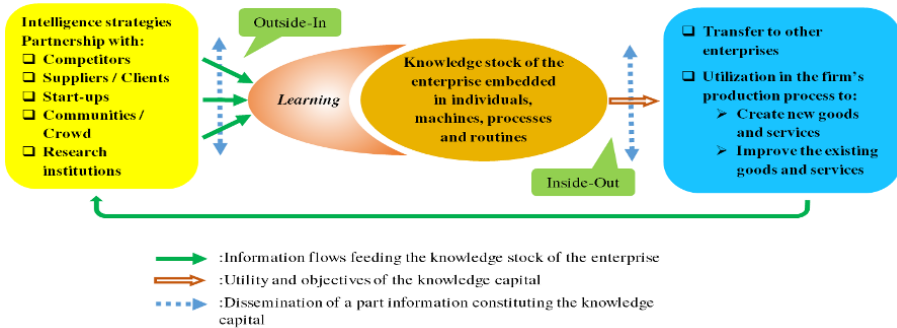 Intelligence strategies
Partnership with:
Competitors
Suppliers / Clients
Start-ups
Communities /
Crowd
Research
institutions
Outside-In
Learning
Knowledge stock of the
enterprise embedded
in individuals,
machines, processes
and routines
Inside-Out
Transfer to other
enterprises
Utilization in the firm's
production process to:
Create new goods
and services
Improve the existing
goods and services
:Information flows feeding the knowledge stock of the enterprise
:Utility and objectives of the knowledge capital
:Dissemination of a part information constituting the knowledge
capital